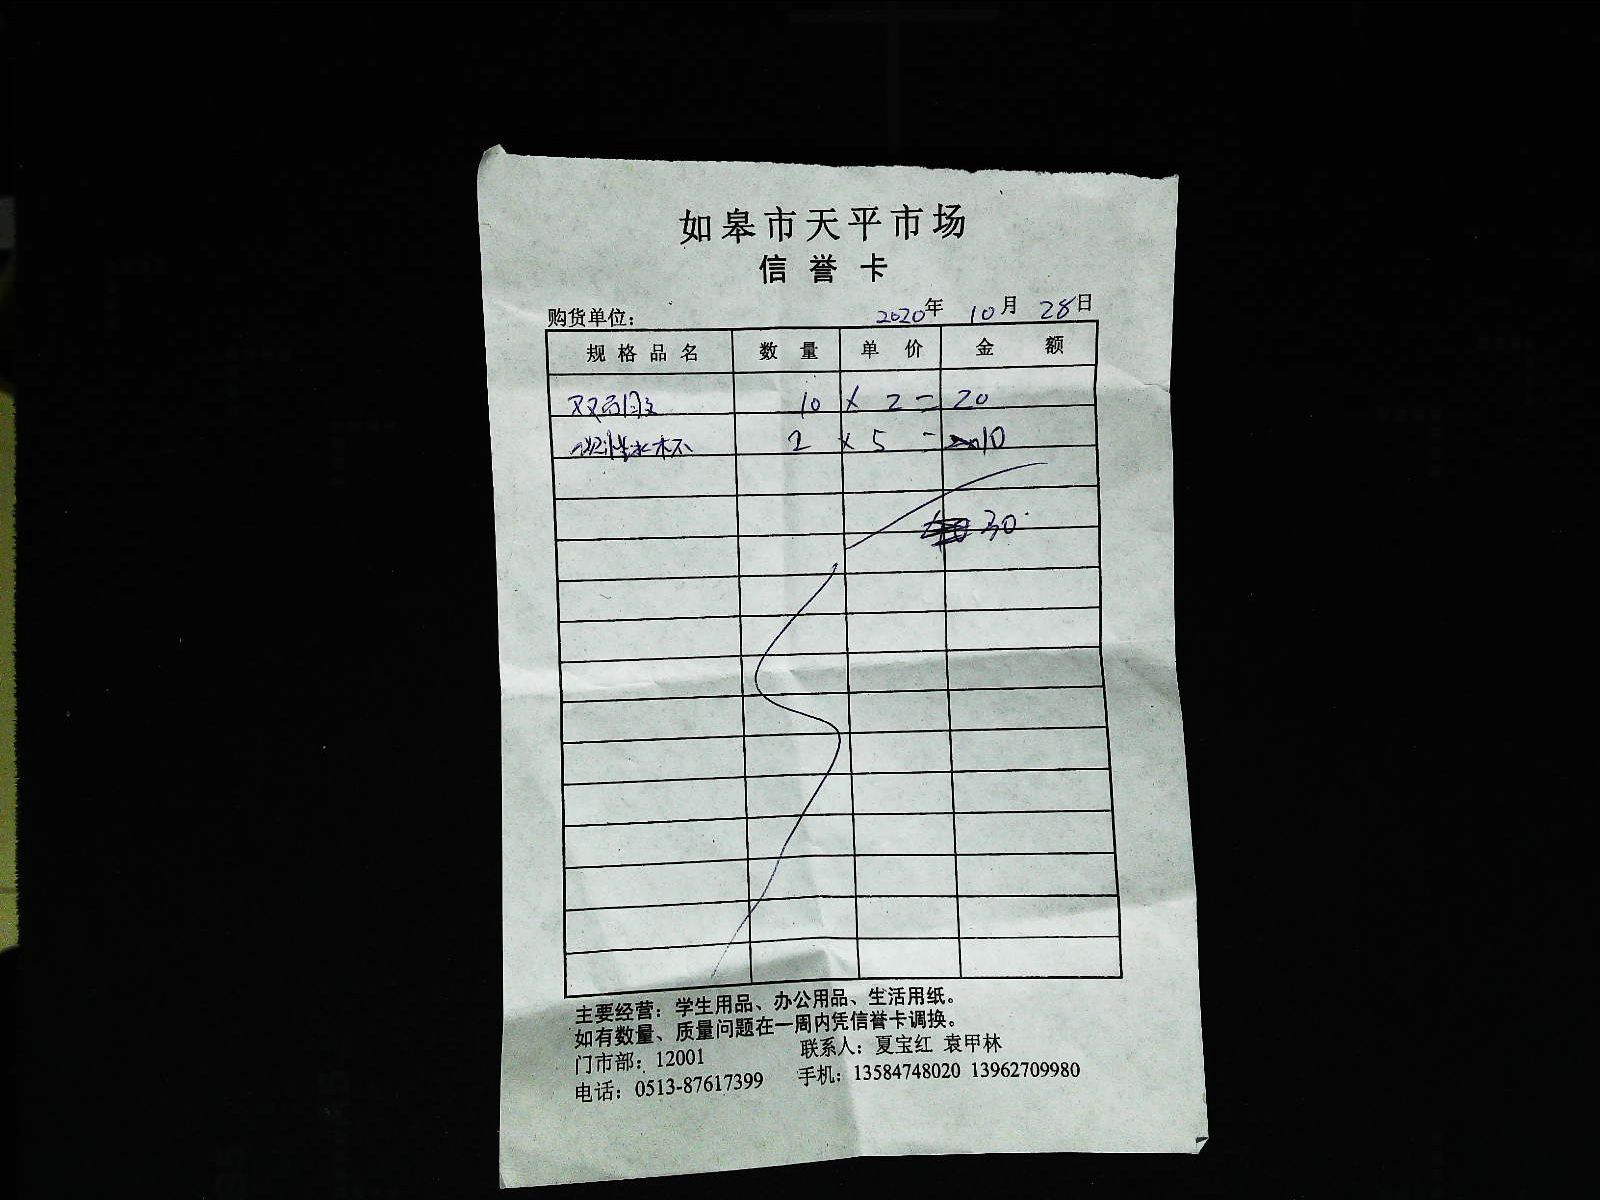 如皋市天平市场
信誉卡
购货单位： 2020年 10月 28日
规格品名 数量 单价 金额
双面胶 10 × 2 = 20
水杯 2 × 5 = 10
30
主要经营：学生用品、办公用品、生活用纸。
如有数量、质量问题在一周内凭信誉卡调换。
门市部：12001 联系人：夏宝红 袁甲林
电话：0513-87617399 手机：13584748020 13962709980